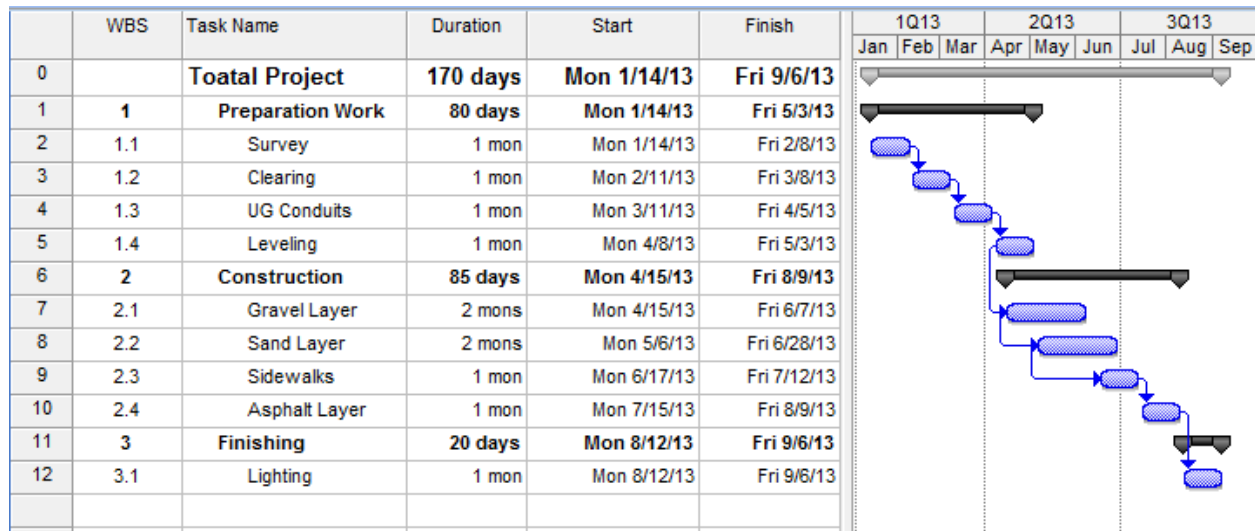 WBS Task Name Duration Start Finish 1Q13 2Q13 3Q13
Jan Feb Mar Apr May Jun Jul Aug Sep
0 Toatal Project 170 days Mon 1/14/13 Fri 9/6/13
1 1 Preparation Work 80 days Mon 1/14/13 Fri 5/3/13
2 1.1 Survey 1 mon Mon 1/14/13 Fri 2/8/13
3 1.2 Clearing 1 mon Mon 2/11/13 Fri 3/8/13
4 1.3 UG Conduits 1 mon Mon 3/11/13 Fri 4/5/13
5 1.4 Leveling 1 mon Mon 4/8/13 Fri 5/3/13
6 2 Construction 85 days Mon 4/15/13 Fri 8/9/13
7 2.1 Gravel Layer 2 mons Mon 4/15/13 Fri 6/7/13
8 2.2 Sand Layer 2 mons Mon 5/6/13 Fri 6/28/13
9 2.3 Sidewalks 1 mon Mon 6/17/13 Fri 7/12/13
10 2.4 Asphalt Layer 1 mon Mon 7/15/13 Fri 8/9/13
11 3 Finishing 20 days Mon 8/12/13 Fri 9/6/13
12 3.1 Lighting 1 mon Mon 8/12/13 Fri 9/6/13